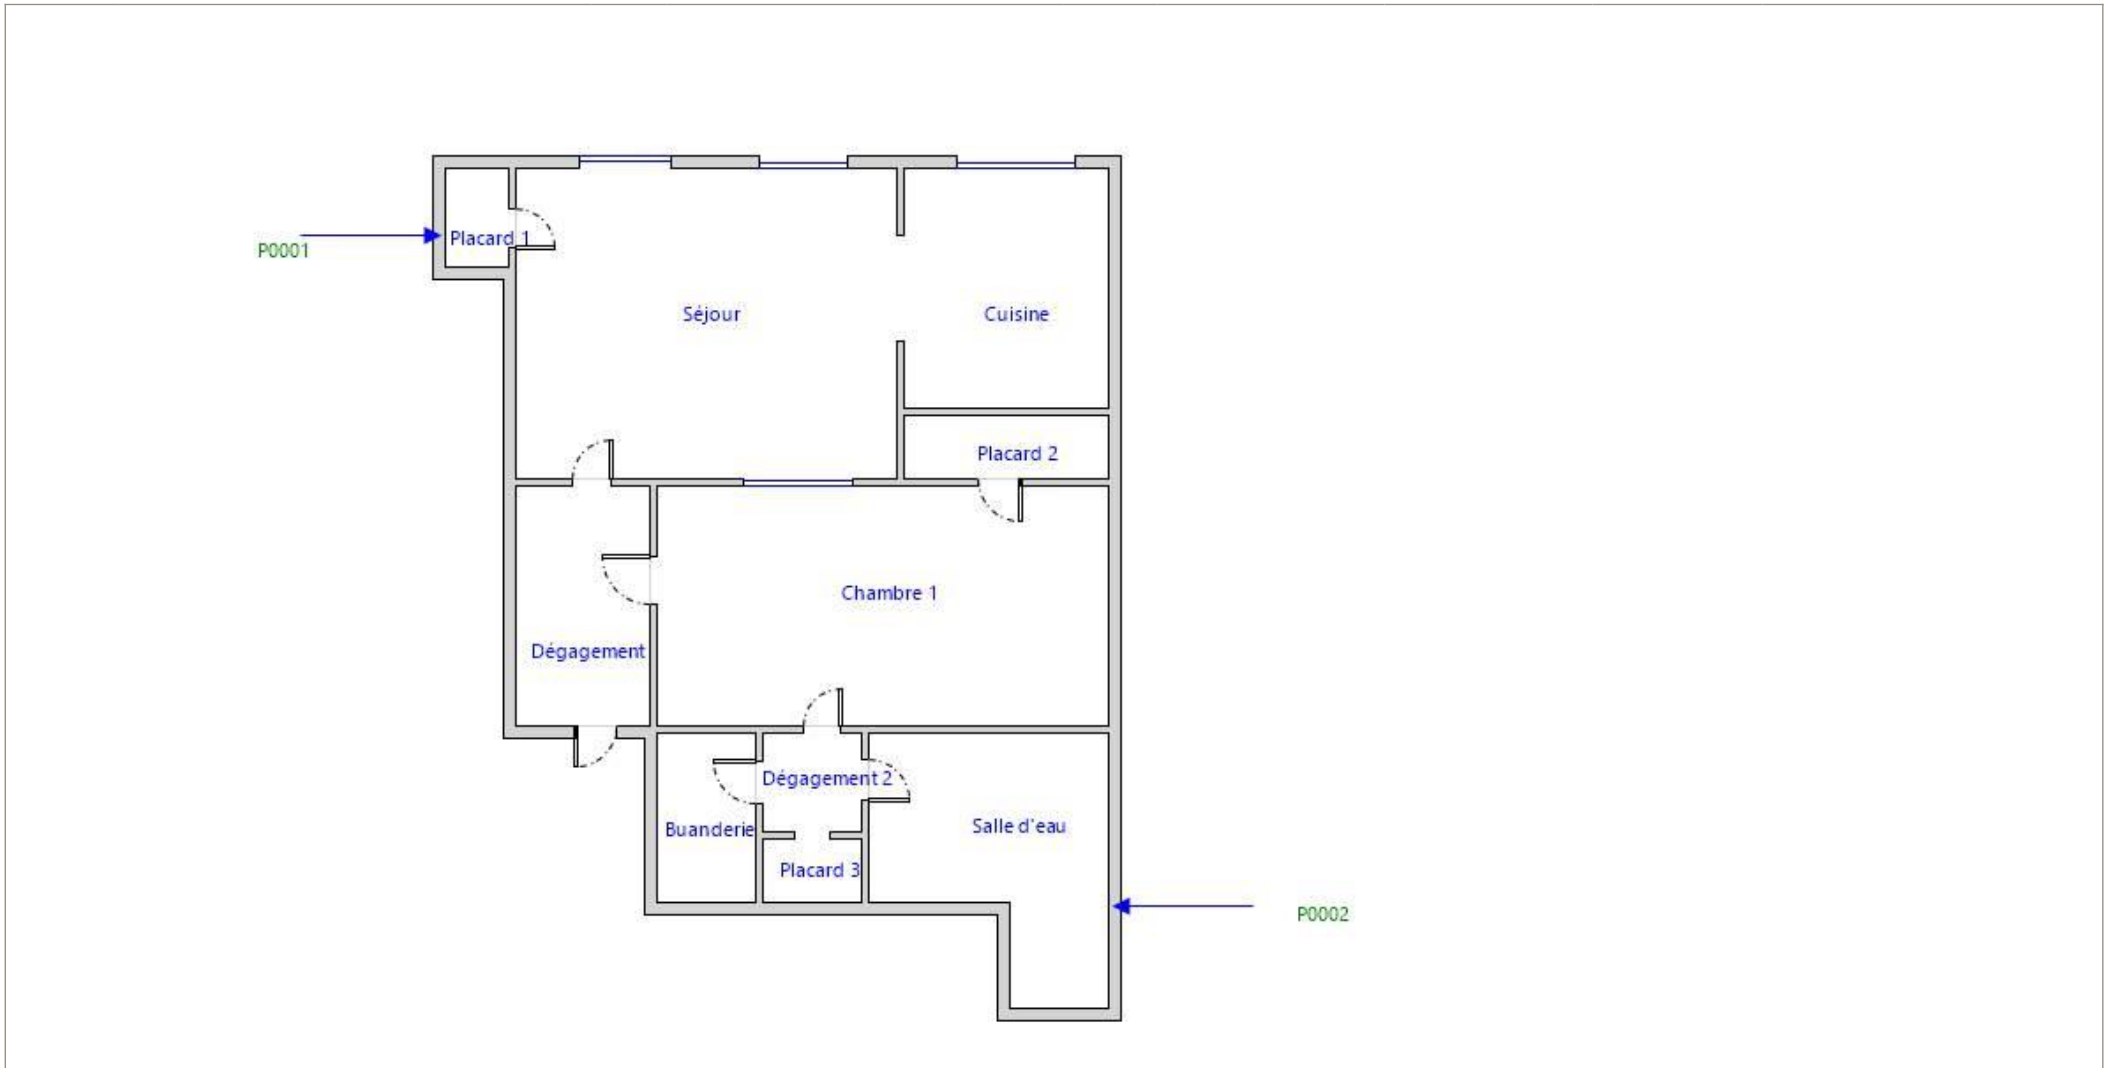 Placard 1
P0001
Séjour
Cuisine
Placard 2
Chambre 1
Dégagement
Dégagement 2
Salle d'eau
Buanderie
Placard 3
P0002